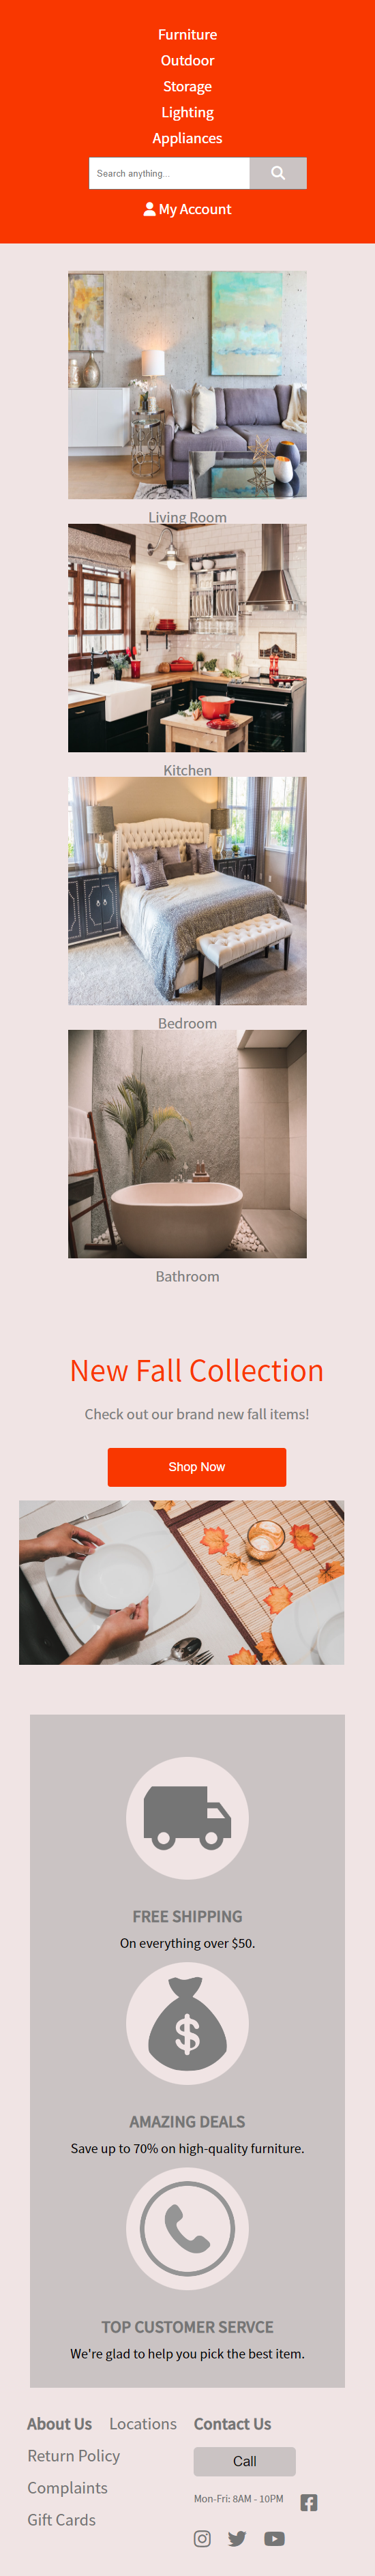 Furniture
Outdoor
Storage
Lighting
Appliances
Search anything...
My Account
Living Room
Kitchen
Bedroom
Bathroom
New Fall Collection
Check out our brand new fall items!
Shop Now
$
FREE SHIPPING
On everything over $50.
AMAZING DEALS
Save up to 70% on high-quality furniture.
TOP CUSTOMER SERVCE
We're glad to help you pick the best item.
About Us Locations
Return Policy
Complaints
Gift Cards
Contact Us
Call
Mon-Fri: 8AM - 10PM